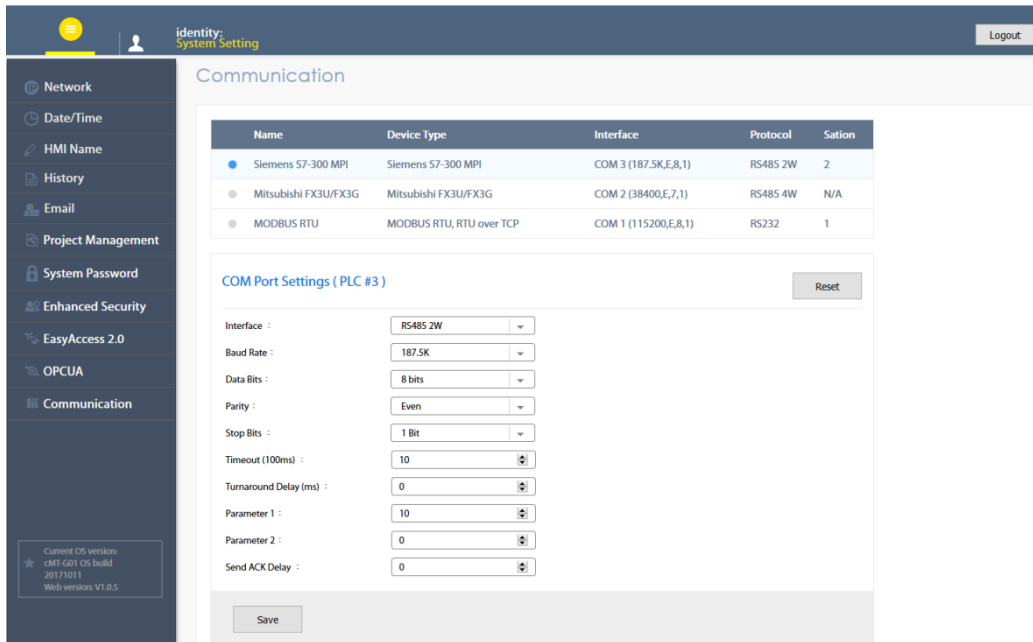 identity:
System Setting
Logout
Network
Date/Time
HMI Name
History
Email
Project Management
System Password
Enhanced Security
EasyAccess 2.0
OPCUA
Communication
Current OS version:
cMT-G01 OS build
20171011
Web version: V1.0.5
Communication
Name Device Type Interface Protocol Sation
Siemens S7-300 MPI Siemens S7-300 MPI COM 3 (187.5K,E,8,1) RS485 2W 2
Mitsubishi FX3U/FX3G Mitsubishi FX3U/FX3G COM 2 (38400,E,7,1) RS485 4W N/A
MODBUS RTU MODBUS RTU, RTU over TCP COM 1 (115200,E,8,1) RS232 1
COM Port Settings ( PLC #3 ) Reset
Interface : RS485 2W
Baud Rate : 187.5K
Data Bits : 8 bits
Parity : Even
Stop Bits : 1 Bit
Timeout (100ms) : 10
Turnaround Delay (ms) : 0
Parameter 1 : 10
Parameter 2 : 0
Send ACK Delay : 0
Save